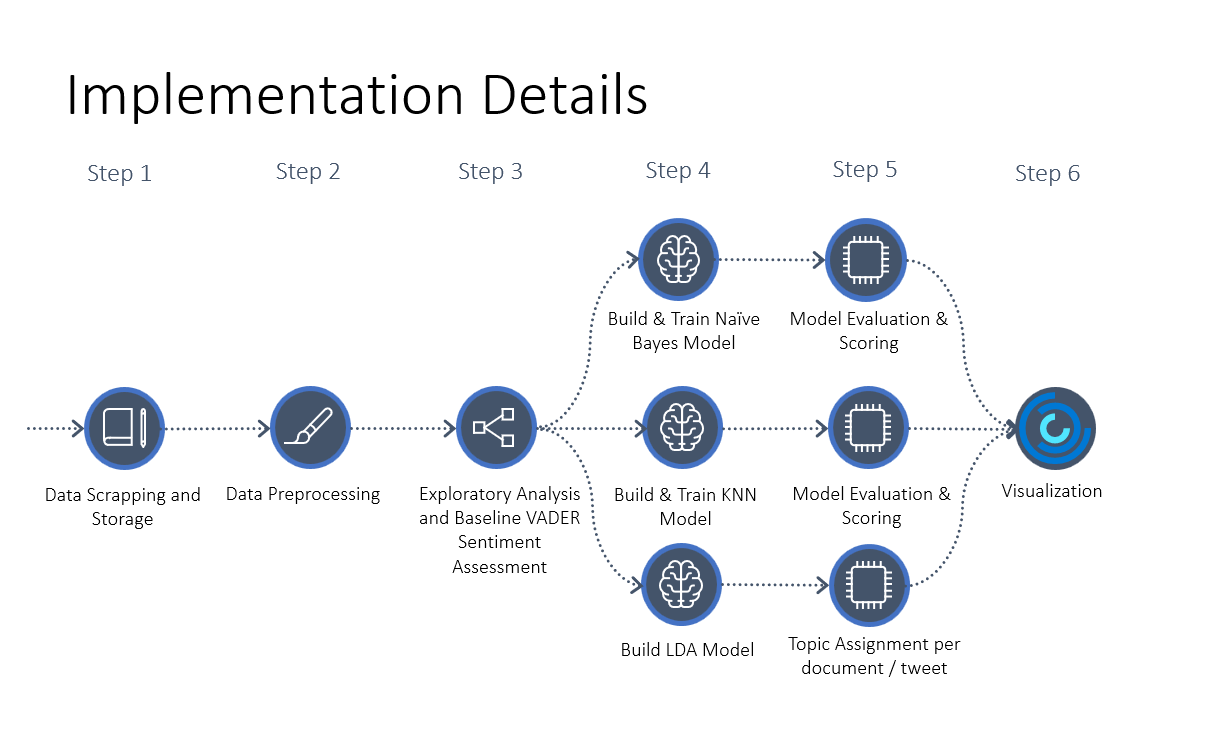 Implementation Details
Step 1
Step 2
Step 3
Step 4
Step 5
Step 6
Data Scrapping and
Storage
Data Preprocessing
Exploratory Analysis
and Baseline VADER
Sentiment
Assessment
Build & Train Naïve
Bayes Model
Model Evaluation &
Scoring
Build & Train KNN
Model
Model Evaluation &
Scoring
Build LDA Model
Topic Assignment per
document / tweet
Visualization